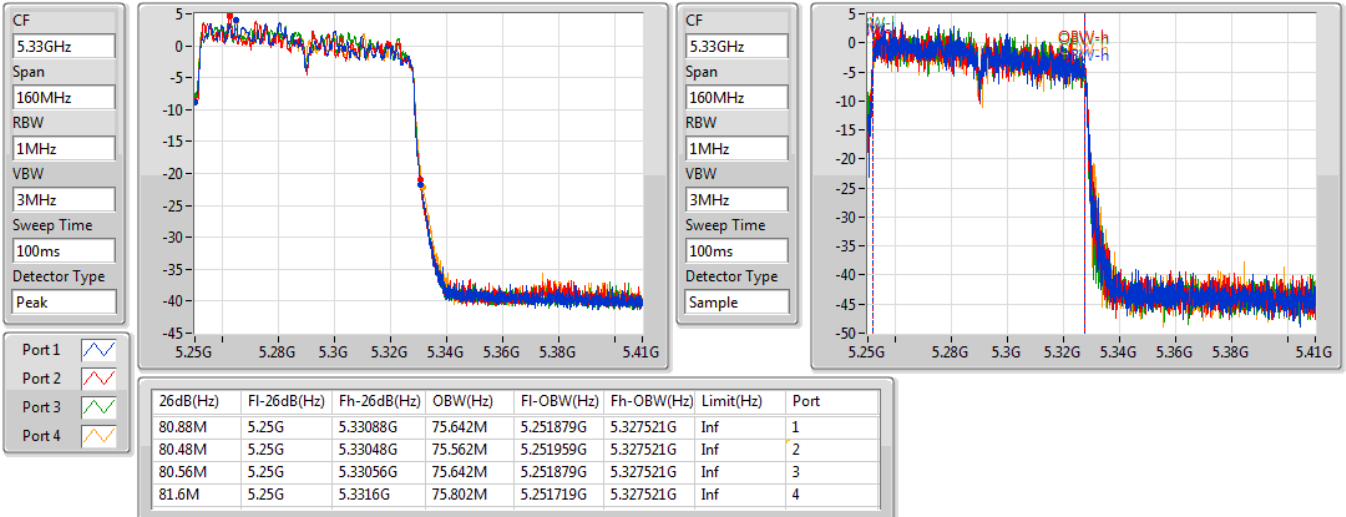 CF
5.33GHz
Span
160MHz
RBW
1MHz
VBW
3MHz
Sweep Time
100ms
Detector Type
Peak
5
0
-5
-10
-15
-20
-25
-30
-35
-40
-45
5.25G 5.28G 5.3G 5.32G 5.34G 5.36G 5.38G 5.41G
CF
5.33GHz
Span
160MHz
RBW
1MHz
VBW
3MHz
Sweep Time
100ms
Detector Type
Sample
5
0
-5
-10
-15
-20
-25
-30
-35
-40
-45
-50
OBW-h
5.25G 5.28G 5.3G 5.32G 5.34G 5.36G 5.38G 5.41G
Port 1
Port 2
Port 3
Port 4
26dB(Hz) Fl-26dB(Hz) Fh-26dB(Hz) OBW(Hz) Fl-OBW(Hz) Fh-OBW(Hz) Limit(Hz) Port
80.88M 5.25G 5.33088G 75.642M 5.251879G 5.327521G Inf 1
80.48M 5.25G 5.33048G 75.562M 5.251959G 5.327521G Inf 2
80.56M 5.25G 5.33056G 75.642M 5.251879G 5.327521G Inf 3
81.6M 5.25G 5.3316G 75.802M 5.251719G 5.327521G Inf 4